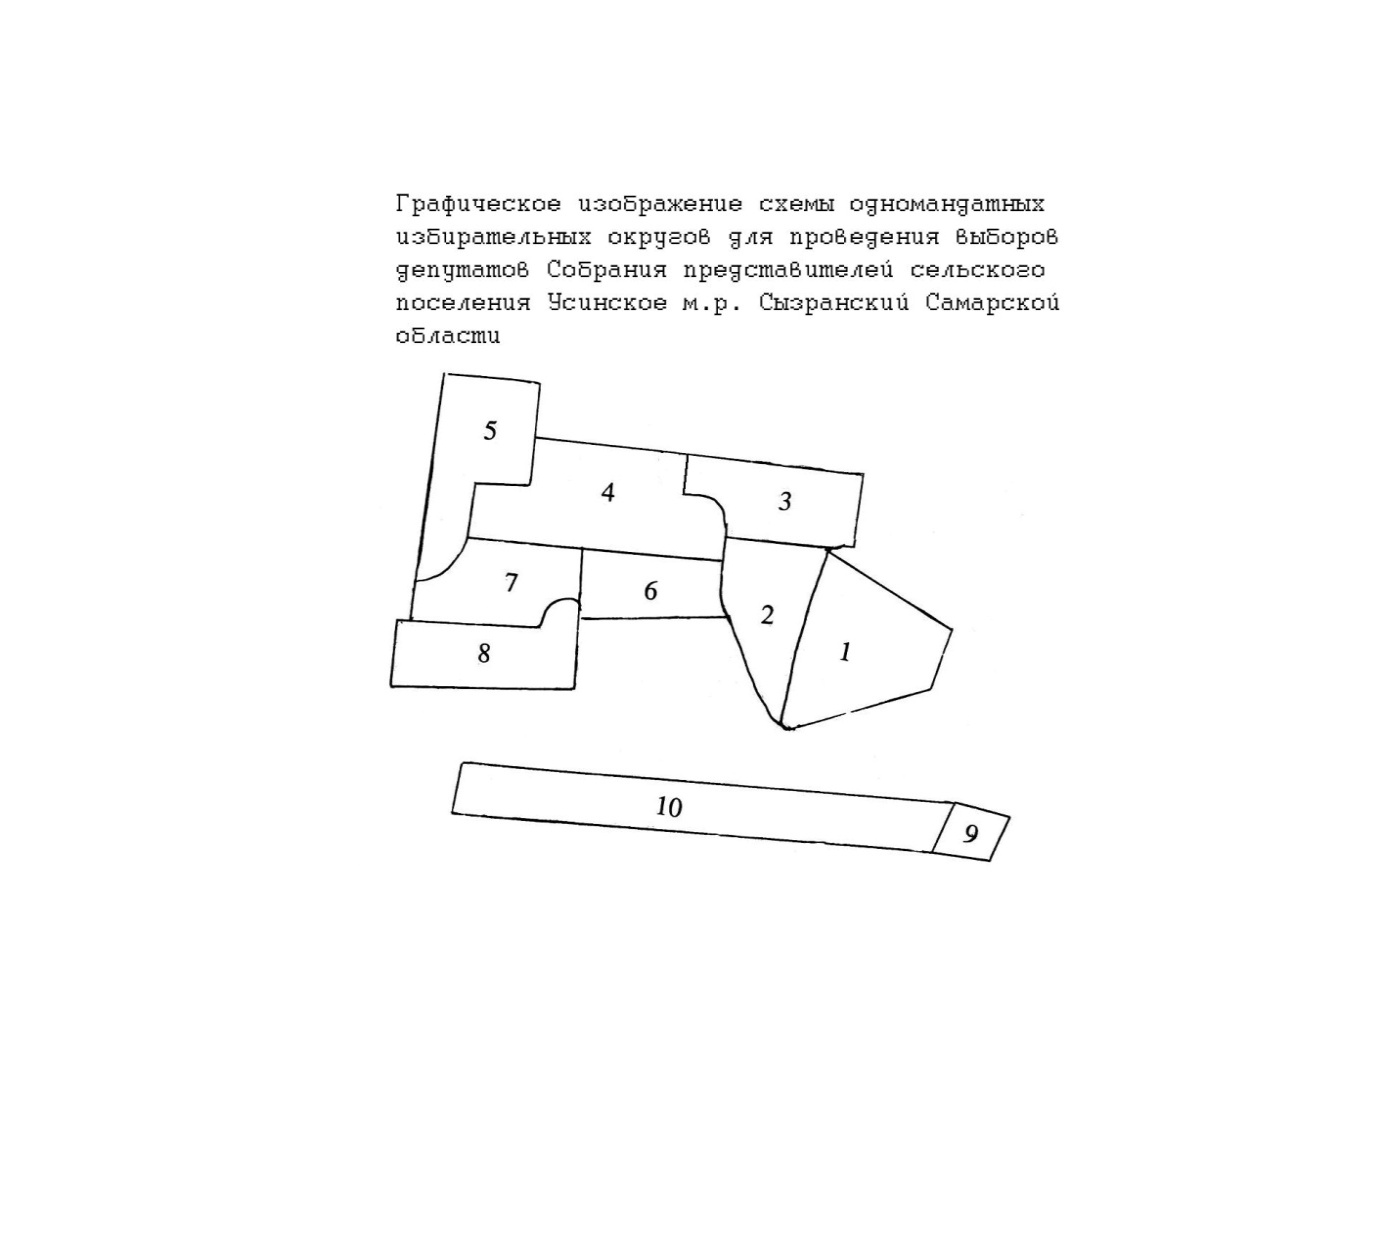 Графическое изображение схемы одномандатных
избирательных округов для проведения выборов
депутатов Собрания представителей сельского
поселения Усинское м.р. Сызранский Самарской
области
5
4
3
7
6
2
1
8
10
9